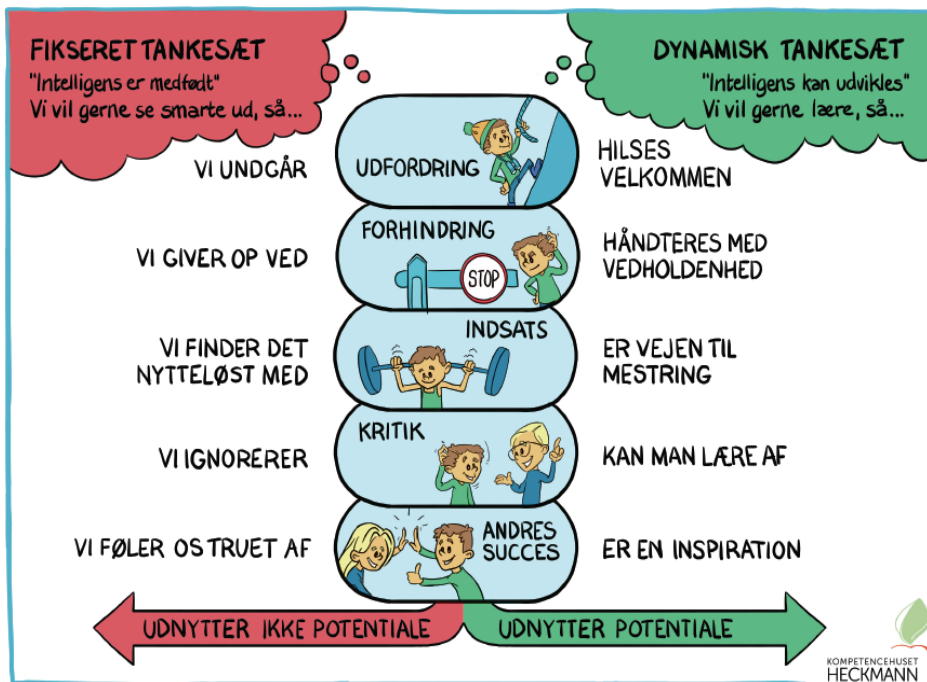 FIKSERET TANKESÆT
"Intelligens er medfødt"
Vi vil gerne se smarte ud, så...
DYNAMISK TANKESÆT
"Intelligens kan udvikles"
Vi vil gerne lære, så...
VI UNDGÅR
UDFORDRING
HILSES
VELKOMMEN
VI GIVER OP VED
FORHINDRING
STOP
HÅNDTERES MED
VEDHOLDENHED
VI FINDER DET
NYTTELØST MED
INDSATS
ER VEJEN TIL
MESTRING
VI IGNORERER
KRITIK
KAN MAN LÆRE AF
VI FØLER OS TRUET AF
ANDRES
SUCCES
ER EN INSPIRATION
UDNYTTER IKKE POTENTIALE
UDNYTTER POTENTIALE
KOMPETENCEHUSET
HECKMANN